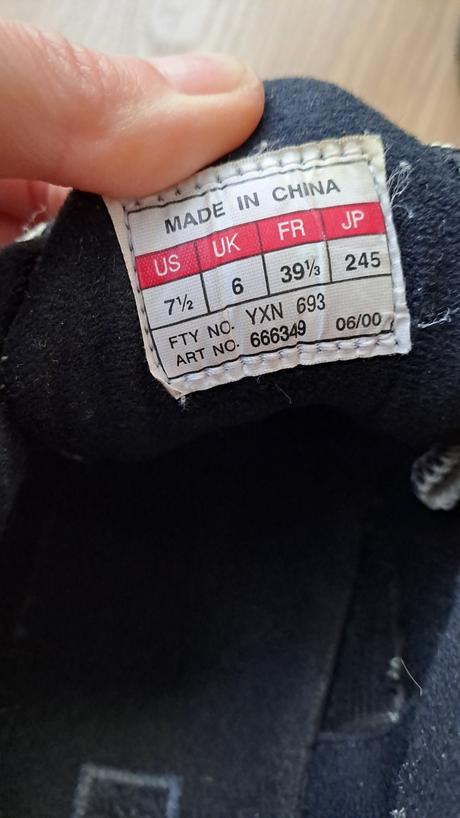 MADE IN CHINA
US UK FR JP
7½ 6 39⅓ 245
FTY NO. YXN 693
ART NO. 666349 06/00